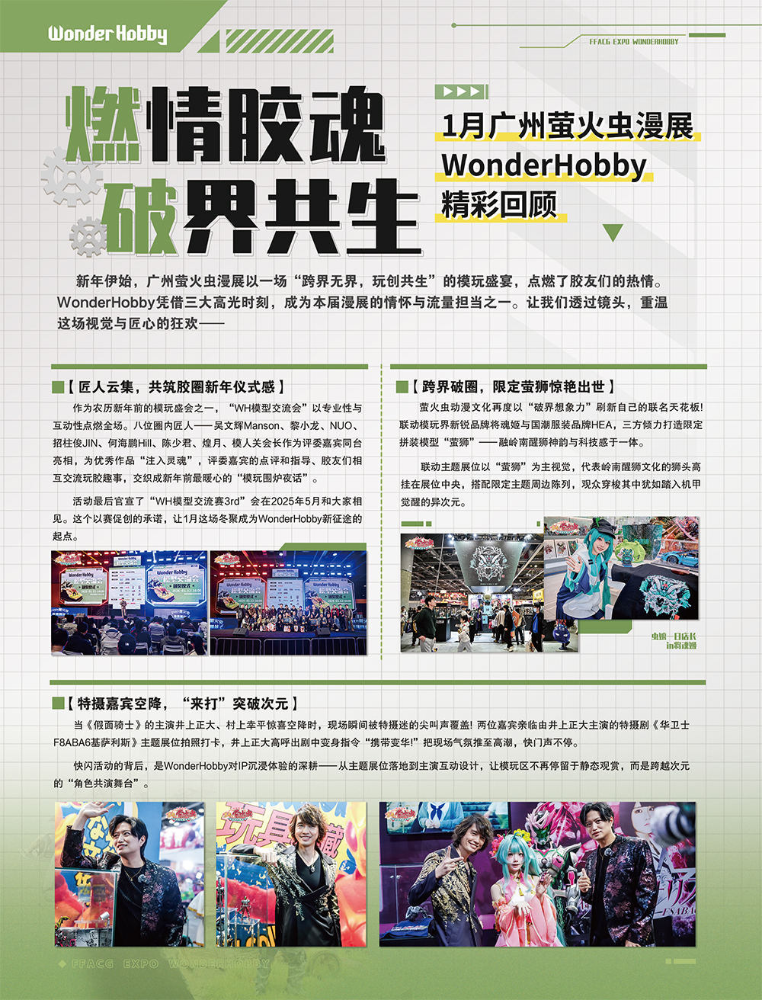 Wonder Hobby
FFACG EXPO WONDERHOBBY
燃情胶魂
破界共生
1月广州萤火虫漫展
WonderHobby
精彩回顾
新年伊始，广州萤火虫漫展以一场“跨界无界，玩创共生”的模玩盛宴，点燃了胶友们的热情。
WonderHobby凭借三大高光时刻，成为本届漫展的情怀与流量担当之一。让我们透过镜头，重温
这场视觉与匠心的狂欢——
【匠人云集，共筑胶圈新年仪式感】
作为农历新年前的模玩盛会之一，“WH模型交流会”以专业性与
互动性点燃全场。八位圈内匠人——吴文辉Manson、黎小龙、NUO、
招柱俊JIN、何海鹏Hill、陈少君、煌月、模人关会长作为评委嘉宾同台
亮相，为优秀作品“注入灵魂”，评委嘉宾的点评和指导、胶友们相
互交流玩胶趣事，交织成新年前最暖心的“模玩围炉夜话”。
活动最后官宣了“WH模型交流赛3rd”会在2025年5月和大家相
见。这个以赛促创的承诺，让1月这场冬聚成为WonderHobby新征途的
起点。
【跨界破圈，限定萤狮惊艳出世】
萤火虫动漫文化再度以“破界想象力”刷新自己的联名天花板!
联动模玩界新锐品牌将魂姬与国潮服装品牌HEA，三方倾力打造限定
拼装模型“萤狮”——融岭南醒狮神韵与科技感于一体。
联动主题展位以“萤狮”为主视觉，代表岭南醒狮文化的狮头高
挂在展位中央，搭配限定主题周边陈列，观众穿梭其中犹如踏入机甲
觉醒的异次元。
虫娘一日店长
in将魂姬
【特摄嘉宾空降，“来打”突破次元】
当《假面骑士》的主演井上正大、村上幸平惊喜空降时，现场瞬间被特摄迷的尖叫声覆盖! 两位嘉宾亲临由井上正大主演的特摄剧《华卫士
F8ABA6基萨利斯》主题展位拍照打卡，井上正大高呼出剧中变身指令“携带变华!”把现场气氛推至高潮，快门声不停。
快闪活动的背后，是WonderHobby对IP沉浸体验的深耕——从主题展位落地到主演互动设计，让模玩区不再停留于静态观赏，而是跨越次元
的“角色共演舞台”。
玩具 藏
FFACG EXPO WONDERHOBBY